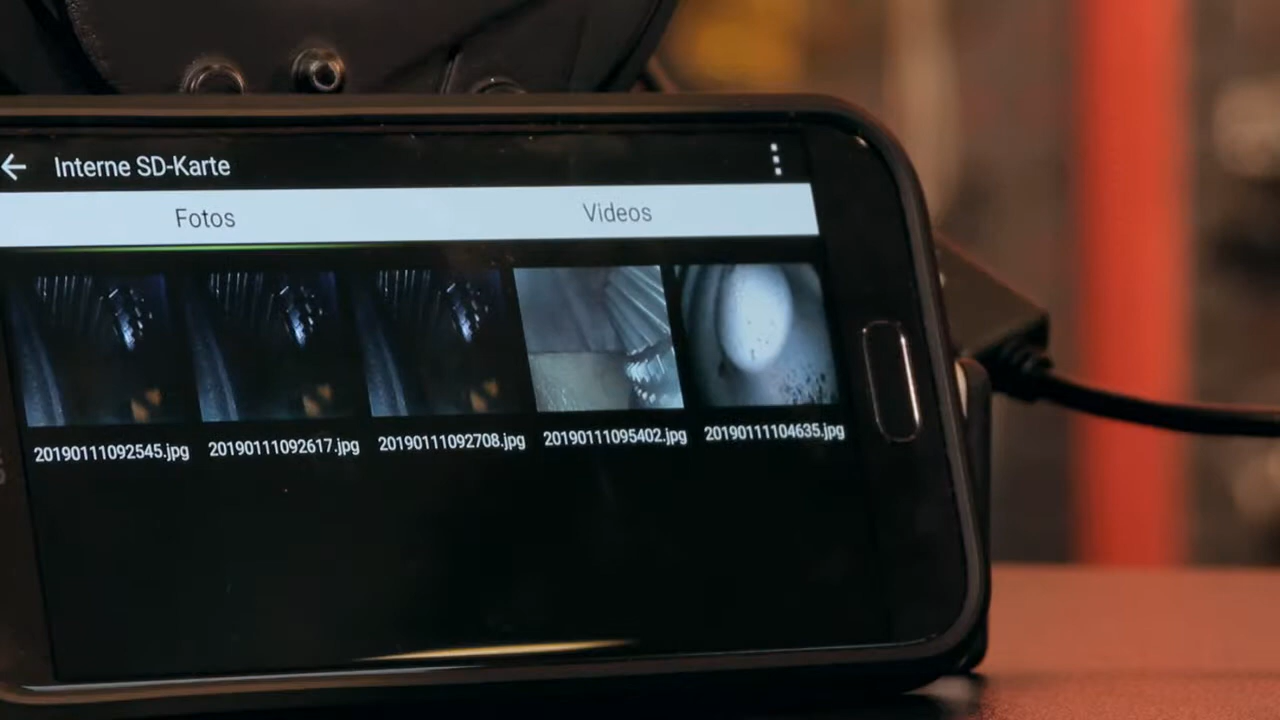 Interne SD-Karte
Fotos Videos
20190111092545.jpg 20190111092617.jpg 20190111092708.jpg 20190111095402.jpg 20190111104635.jpg